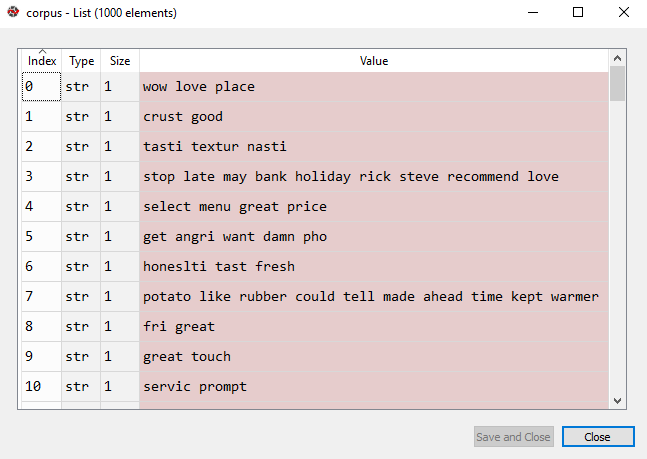 corpus - List (1000 elements)
Index Type Size Value
0 str 1 wow love place
1 str 1 crust good
2 str 1 tasti textur nasti
3 str 1 stop late may bank holiday rick steve recommend love
4 str 1 select menu great price
5 str 1 get angri want damn pho
6 str 1 honeslti tast fresh
7 str 1 potato like rubber could tell made ahead time kept warmer
8 str 1 fri great
9 str 1 great touch
10 str 1 servic prompt
Save and Close Close